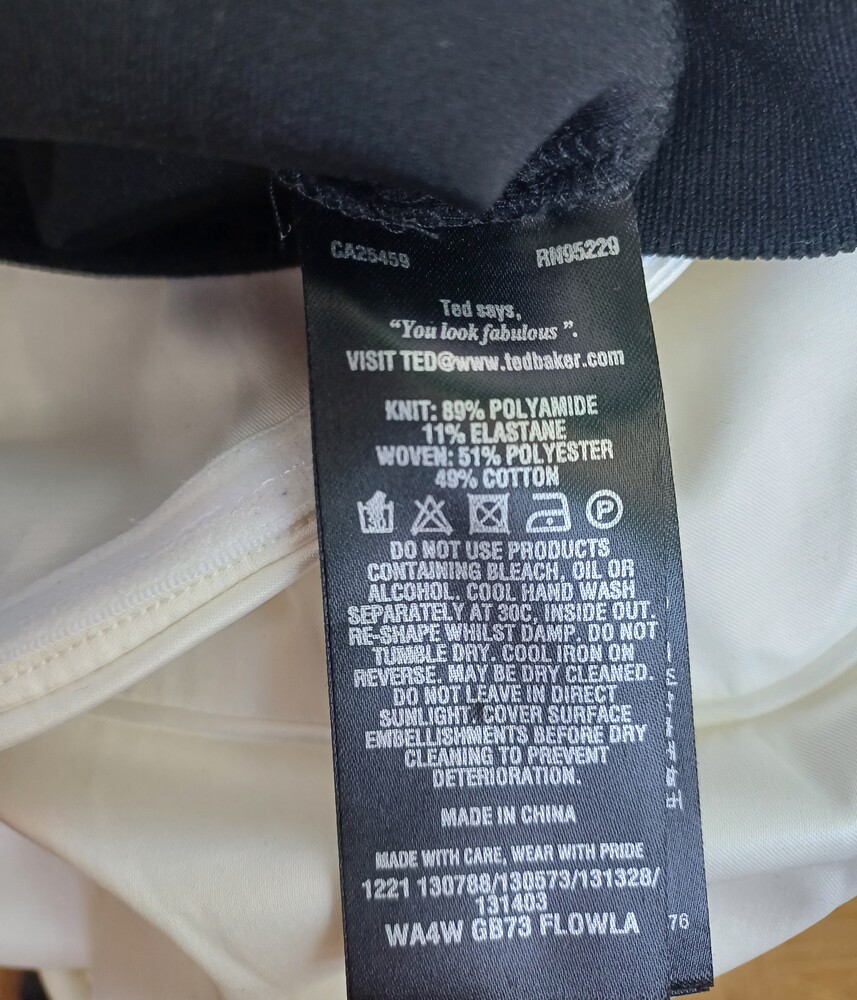 CA25459 RN95229
Ted says,
"You look fabulous".
VISIT TED@www.tedbaker.com
KNIT: 89% POLYAMIDE
11% ELASTANE
WOVEN: 51% POLYESTER
49% COTTON
30
P
DO NOT USE PRODUCTS
CONTAINING BLEACH, OIL OR
ALCOHOL. COOL HAND WASH
SEPARATELY AT 30C, INSIDE OUT.
RE-SHAPE WHILST DAMP. DO NOT
TUMBLE DRY. COOL IRON ON
REVERSE. MAY BE DRY CLEANED.
DO NOT LEAVE IN DIRECT
SUNLIGHT. COVER SURFACE
EMBELLISHMENTS BEFORE DRY
CLEANING TO PREVENT
DETERIORATION.
MADE IN CHINA
MADE WITH CARE, WEAR WITH PRIDE
1221 130788/130573/131328/
131403
WA4W GB73 FLOWLA
76